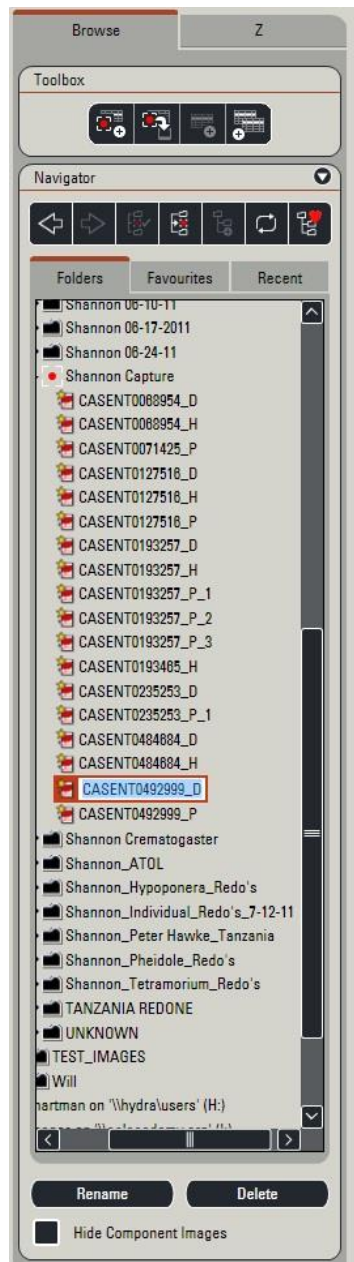 Browse Z
Toolbox
Navigator
Folders Favourites Recent
Shannon 06-10-11
Shannon 06-17-2011
Shannon 06-24-11
Shannon Capture
CASENT0068954_D
CASENT0068954_H
CASENT0071425_P
CASENT0127516_D
CASENT0127516_H
CASENT0127516_P
CASENT0193257_D
CASENT0193257_H
CASENT0193257_P_1
CASENT0193257_P_2
CASENT0193257_P_3
CASENT0193465_H
CASENT0235253_D
CASENT0235253_P_1
CASENT0484684_D
CASENT0484684_H
CASENT0492999_D
CASENT0492999_P
Shannon Crematogaster
Shannon_ATOL
Shannon_Hypoponera_Redo's
Shannon_Individual_Redo's_7-12-11
Shannon_Peter Hawke_Tanzania
Shannon_Pheidole_Redo's
Shannon_Tetramorium_Redo's
TANZANIA REDONE
UNKNOWN
TEST_IMAGES
Will
hartman on '\\hydra\users' (H:)
Rename Delete
Hide Component Images